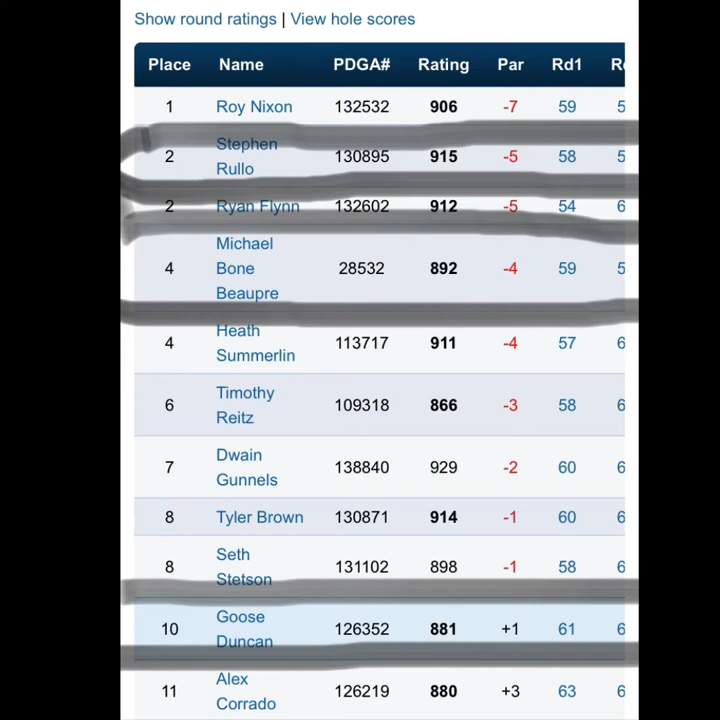 Show round ratings | View hole scores
Place Name PDGA# Rating Par Rd1
1 Roy Nixon 132532 906 -7 59
2 Stephen Rullo 130895 915 -5 58
2 Ryan Flynn 132602 912 -5 54
4 Michael Bone Beaupre 28532 892 -4 59
4 Heath Summerlin 113717 911 -4 57
6 Timothy Reitz 109318 866 -3 58
7 Dwain Gunnels 138840 929 -2 60
8 Tyler Brown 130871 914 -1 60
8 Seth Stetson 131102 898 -1 58
10 Goose Duncan 126352 881 +1 61
11 Alex Corrado 126219 880 +3 63